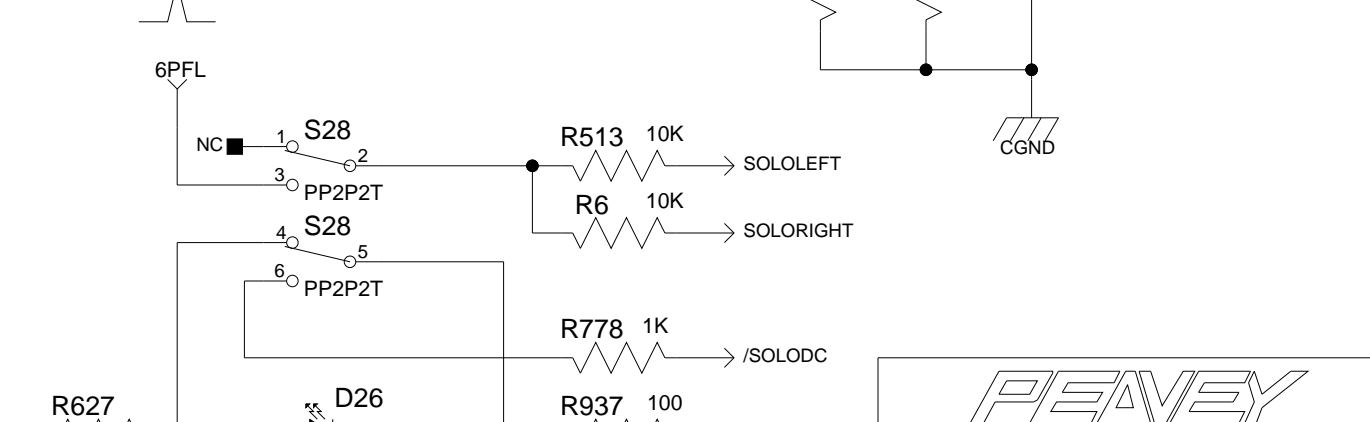 6PFL
NC
1
S28
2
3
PP2P2T
R513
10K
SOLOLEFT
R6
10K
SOLORIGHT
CGND
4
S28
5
6
PP2P2T
R778
1K
/SOLODC
R627
D26
R937
100
PEAVEY